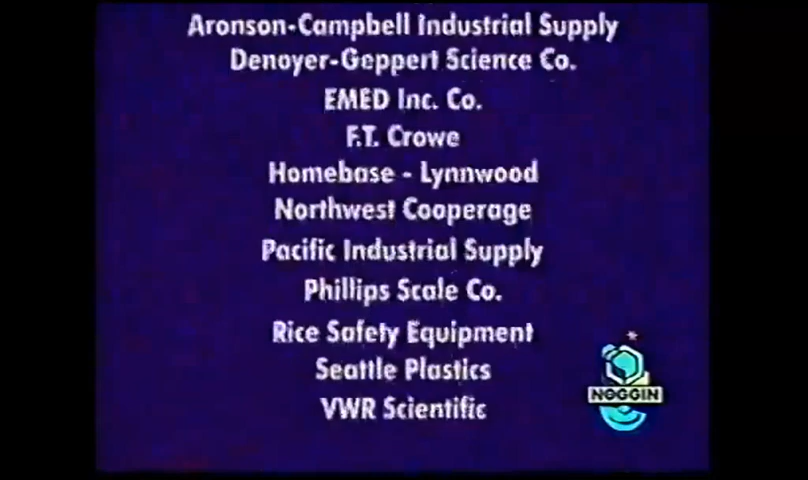 Aronson-Campbell Industrial Supply
Denoyer-Geppert Science Co.
EMED Inc. Co.
F.T. Crowe
Homebase - Lynnwood
Northwest Cooperage
Pacific Industrial Supply
Phillips Scale Co.
Rice Safety Equipment
Seattle Plastics
VWR Scientific
NOGGIN